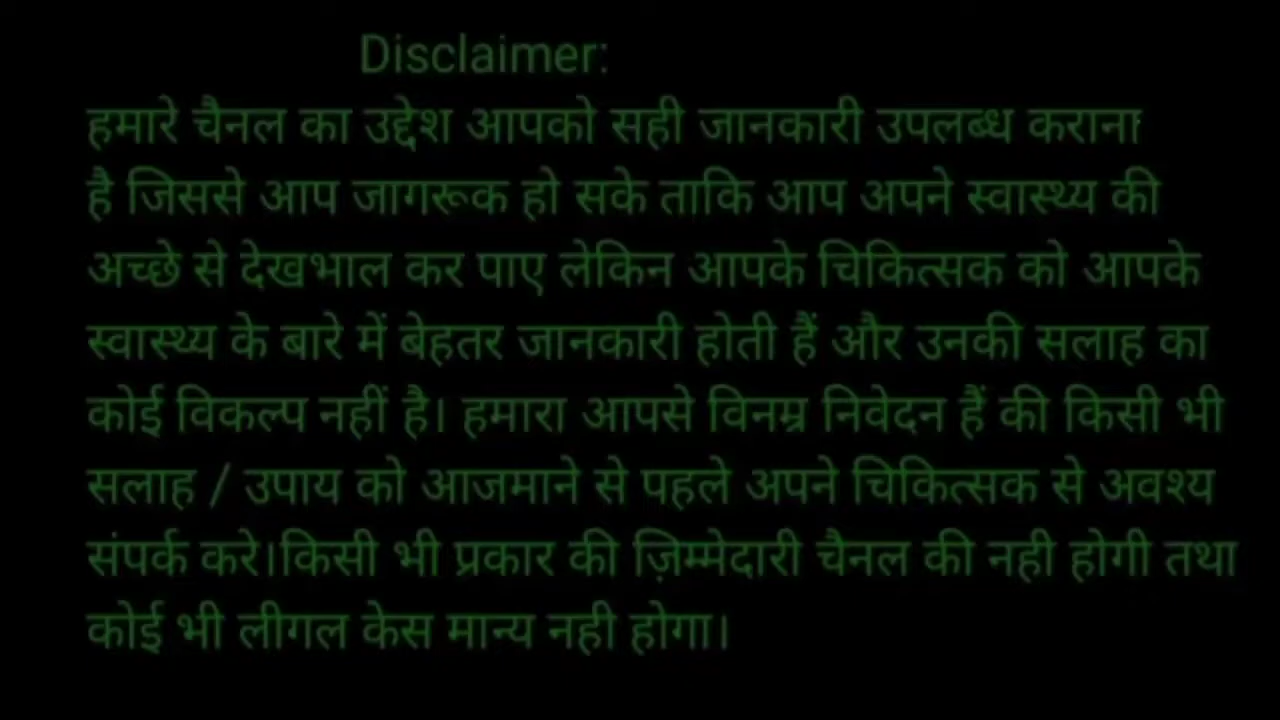 Disclaimer:
हमारे चैनल का उद्देश आपको सही जानकारी उपलब्ध कराना
है जिससे आप जागरूक हो सके ताकि आप अपने स्वास्थ्य की
अच्छे से देखभाल कर पाए लेकिन आपके चिकित्सक को आपके
स्वास्थ्य के बारे में बेहतर जानकारी होती हैं और उनकी सलाह का
कोई विकल्प नहीं है। हमारा आपसे विनम्र निवेदन हैं की किसी भी
सलाह / उपाय को आजमाने से पहले अपने चिकित्सक से अवश्य
संपर्क करे।किसी भी प्रकार की ज़िम्मेदारी चैनल की नही होगी तथा
कोई भी लीगल केस मान्य नही होगा।